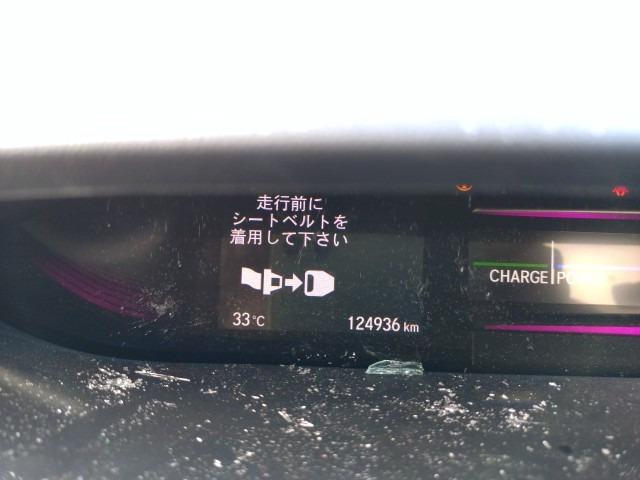 走行前に
シートベルトを
着用して下さい
33°C
124936 km
CHARGE